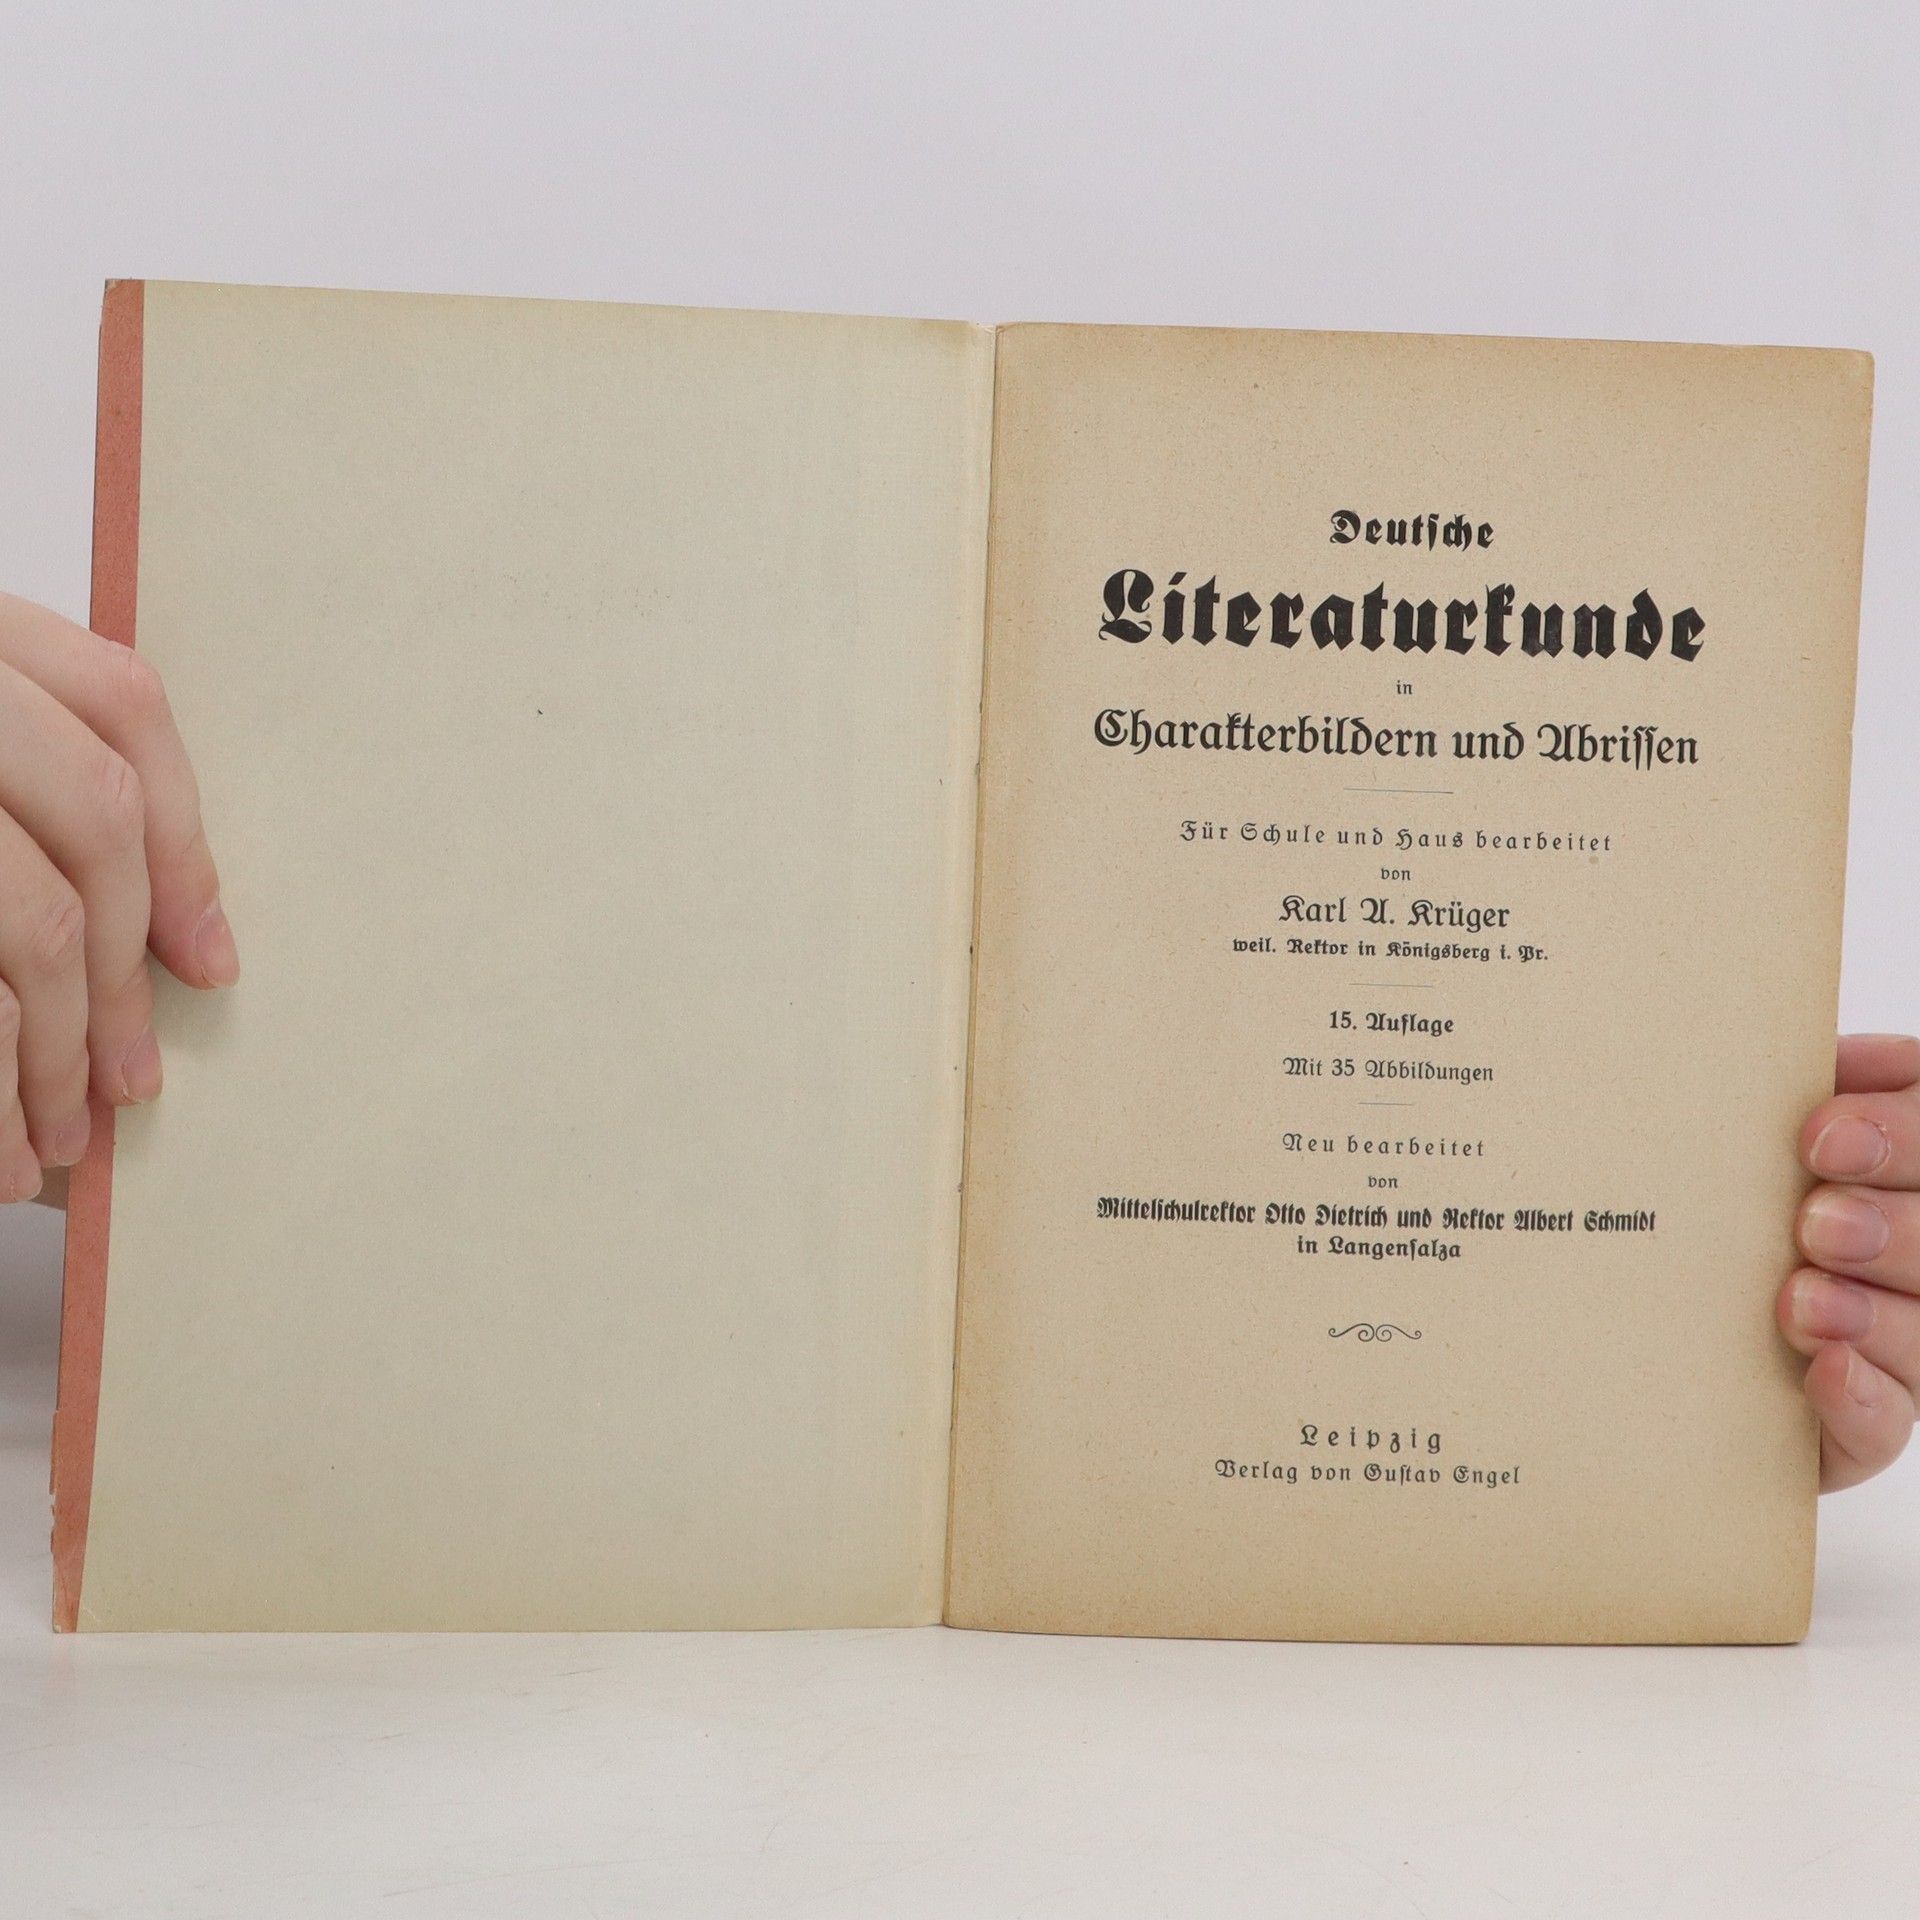 Deutsche
Literaturkunde
in
Charakterbildern und Abrissen
Für Schule und Haus bearbeitet
von
Karl A. Krüger
weil. Rektor in Königsberg i. Pr.
15. Auflage
Mit 35 Abbildungen
Neu bearbeitet
von
Mittelschulrektor Otto Dietrich und Rektor Albert Schmidt
in Langensalza
Leipzig
Verlag von Gustav Engel